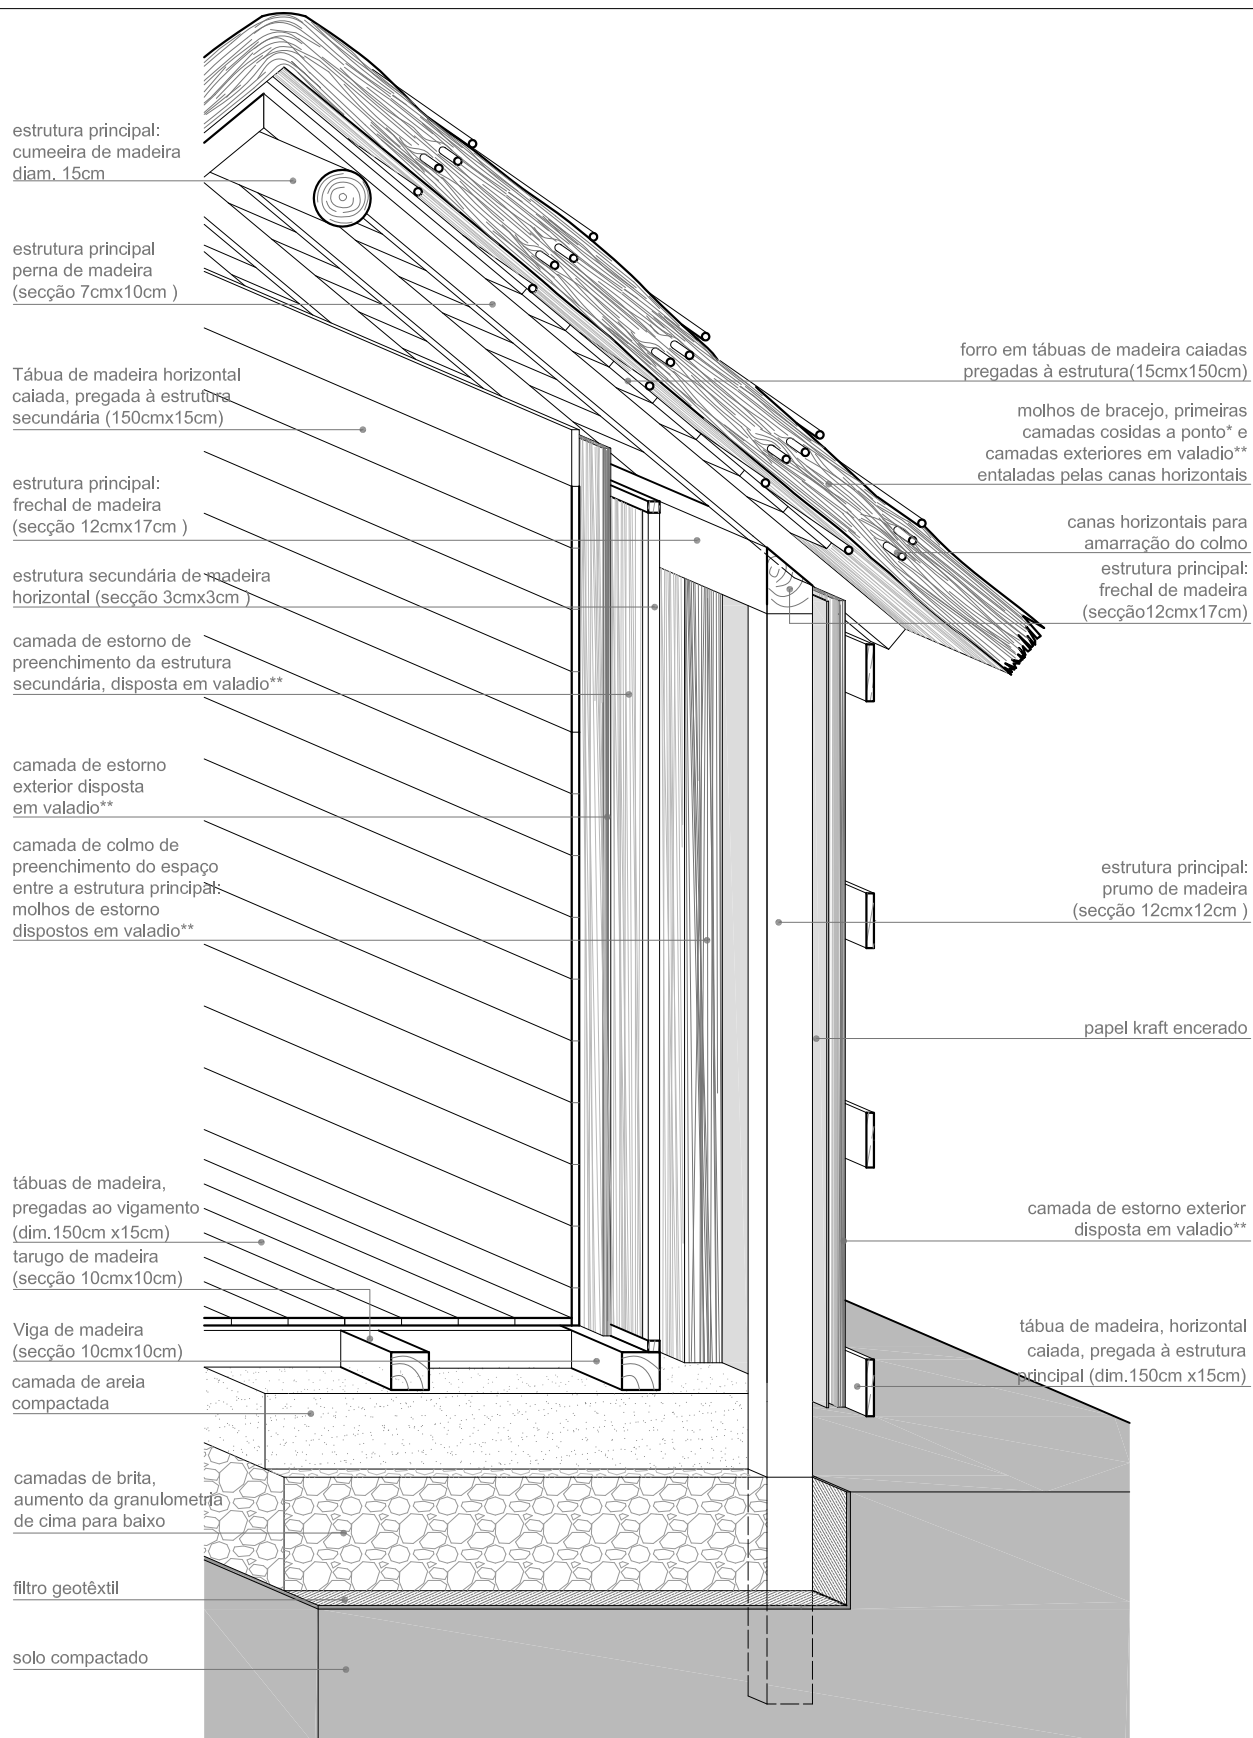 estrutura principal:
cumeeira de madeira
diam. 15cm
estrutura principal
perna de madeira
(secção 7cmx10cm )
Tábua de madeira horizontal
caiada, pregada à estrutura
secundária (150cmx15cm)
estrutura principal:
frechal de madeira
(secção 12cmx17cm )
estrutura secundária de madeira
horizontal (secção 3cmx3cm )
camada de estorno de
preenchimento da estrutura
secundária, disposta em valadio**
camada de estorno
exterior disposta
em valadio**
camada de colmo de
preenchimento do espaço
entre a estrutura principal:
molhos de estorno
dispostos em valadio**
tábuas de madeira,
pregadas ao vigamento
(dim.150cm x15cm)
tarugo de madeira
(secção 10cmx10cm)
Viga de madeira
(secção 10cmx10cm)
camada de areia
compactada
camadas de brita,
aumento da granulometria
de cima para baixo
filtro geotêxtil
solo compactado
forro em tábuas de madeira caiadas
pregadas à estrutura(15cmx150cm)
molhos de bracejo, primeiras
camadas cosidas a ponto* e
camadas exteriores em valadio**
entaladas pelas canas horizontais
canas horizontais para
amarração do colmo
estrutura principal:
frechal de madeira
(secção12cmx17cm)
estrutura principal:
prumo de madeira
(secção 12cmx12cm )
papel kraft encerado
camada de estorno exterior
disposta em valadio**
tábua de madeira, horizontal
caiada, pregada à estrutura
principal (dim.150cm x15cm)